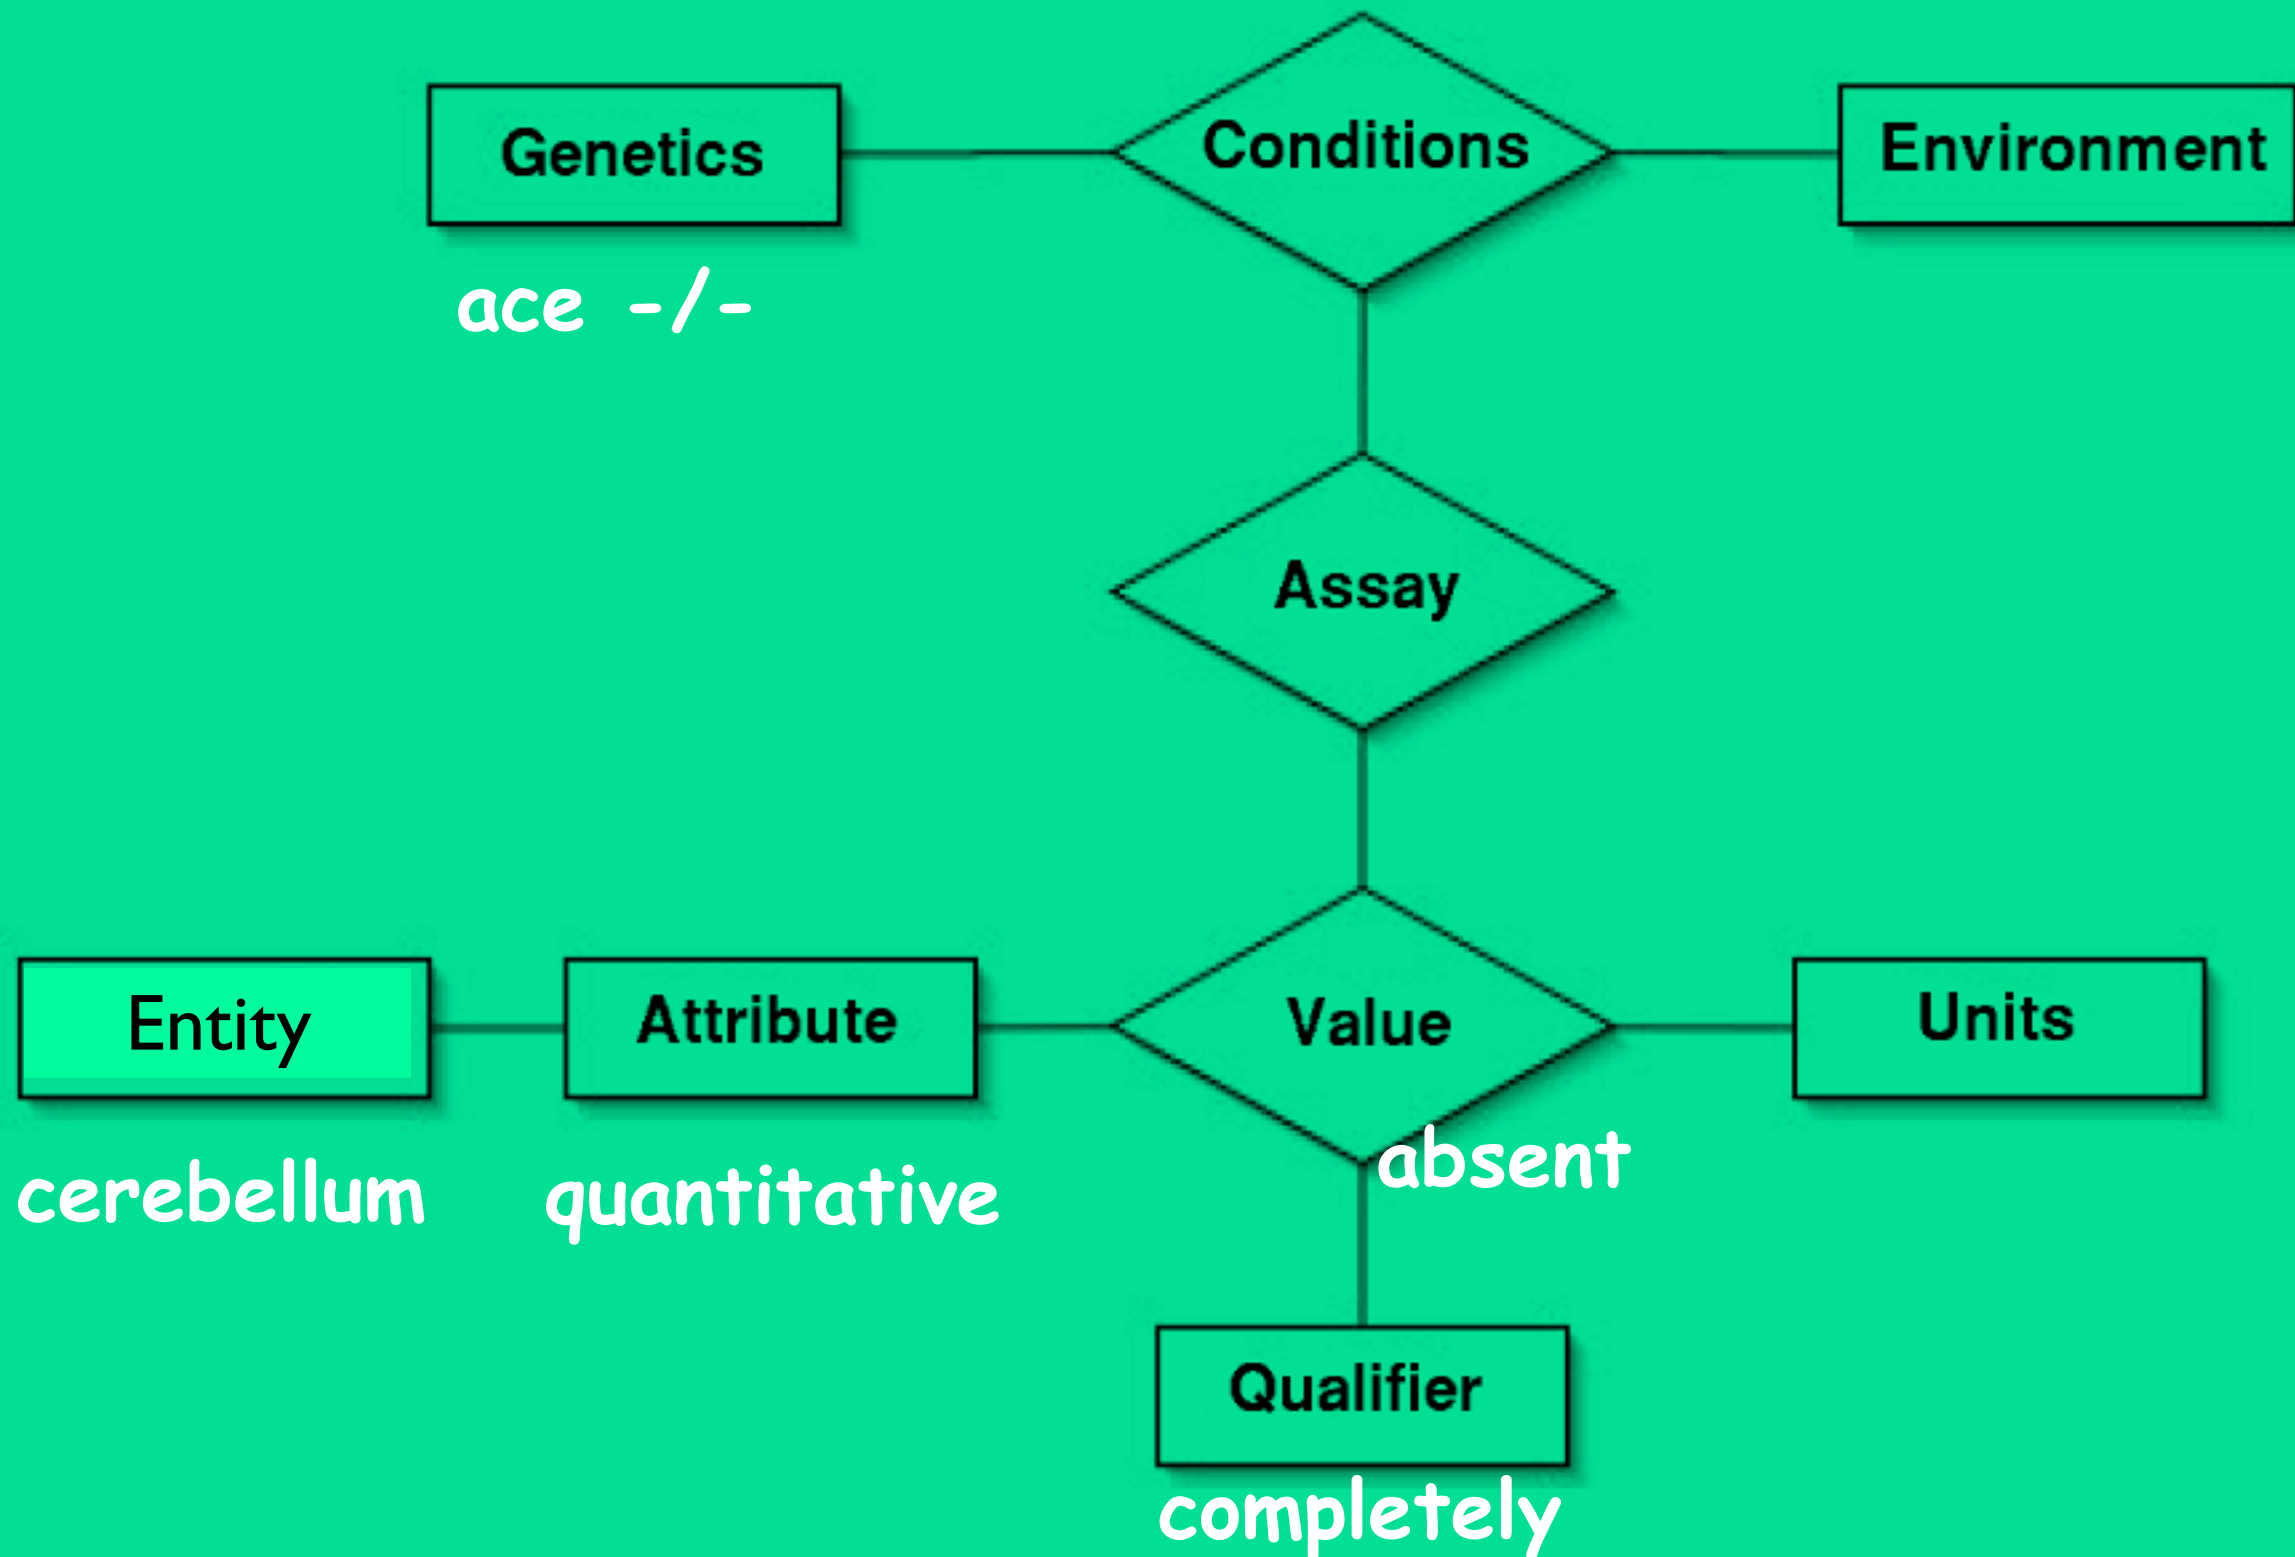 Genetics
Conditions
Environment
ace -/-
Assay
Entity
Attribute
Value
Units
absent
cerebellum
quantitative
Qualifier
completely